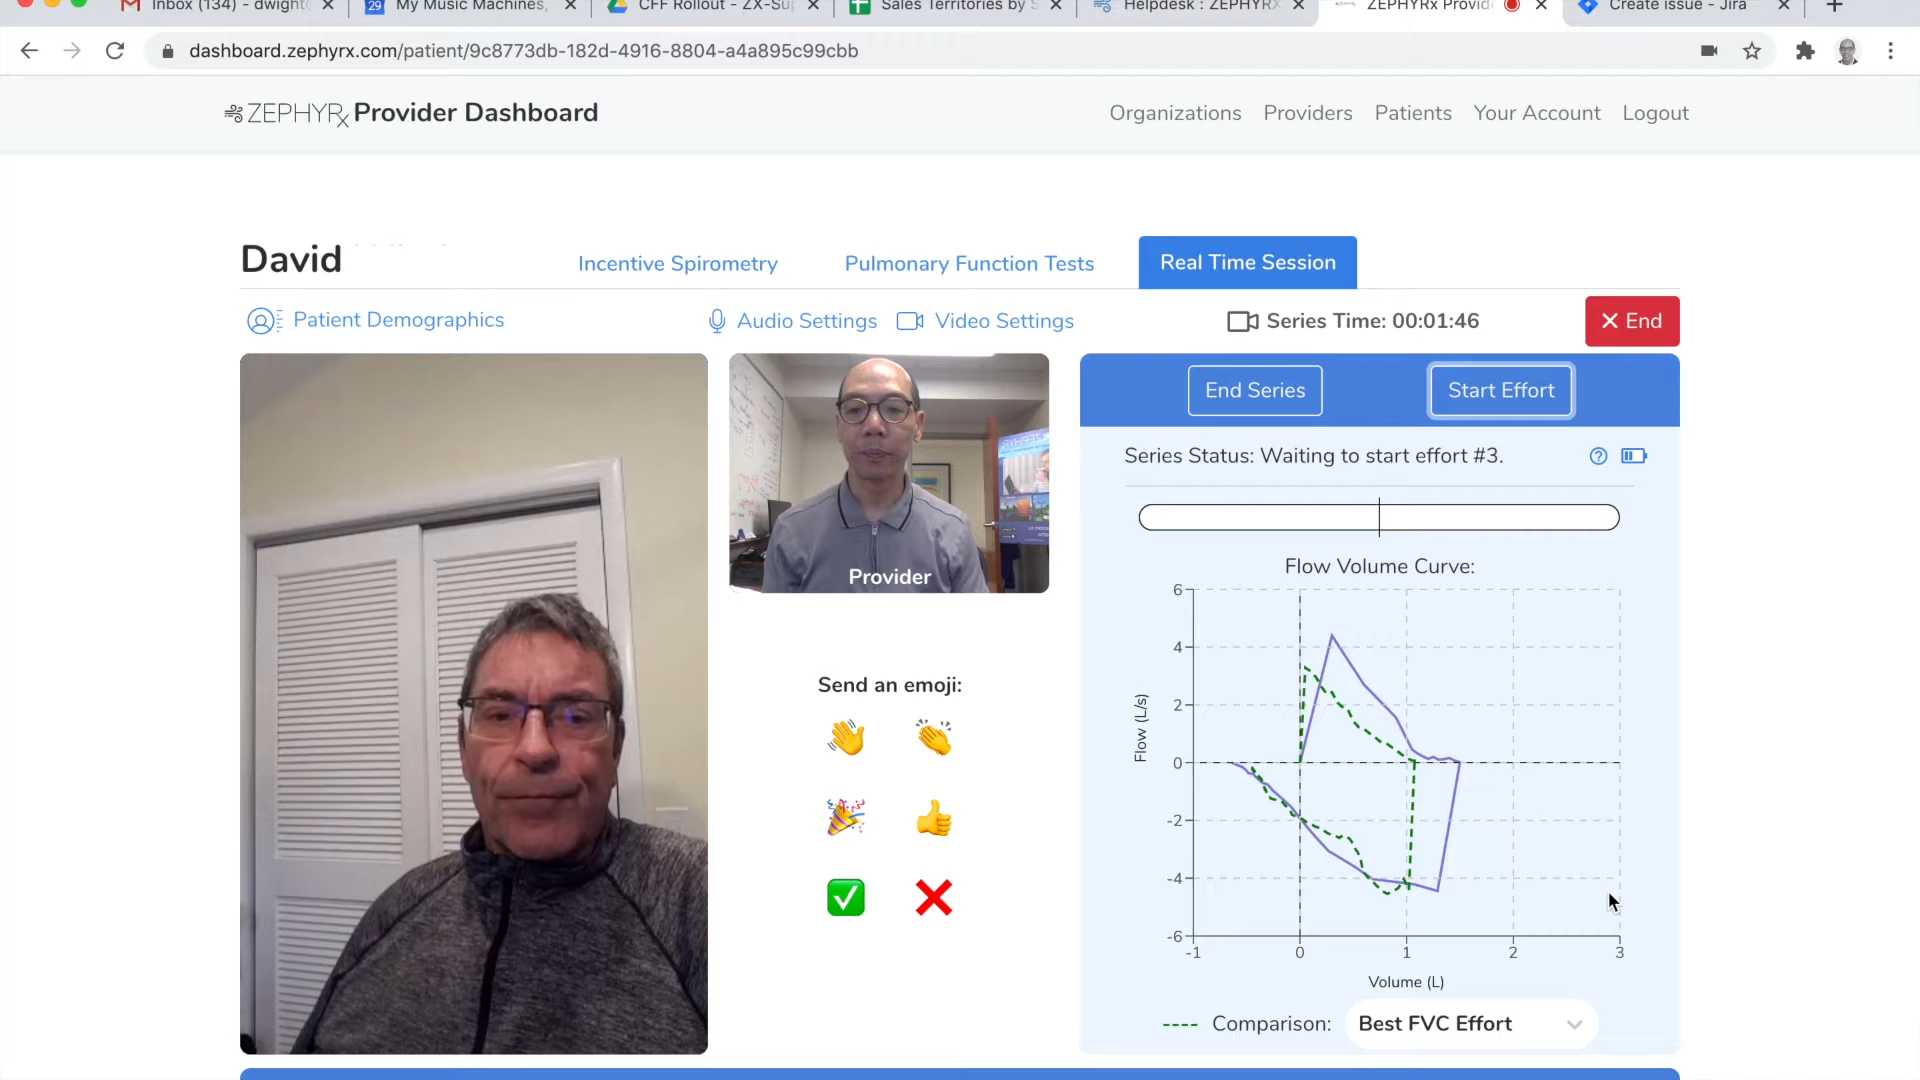 Inbox (134) - dwight
My Music Machines,
CFF Rollout - ZX-Sup
Sales Territories by S
Helpdesk : ZEPHYRX
ZEPHYRx Provid
Create issue - Jira
dashboard.zephyrx.com/patient/9c8773db-182d-4916-8804-a4a895c99cbb
ZEPHYRx Provider Dashboard
Organizations Providers Patients Your Account Logout
David
Incentive Spirometry
Pulmonary Function Tests
Real Time Session
Patient Demographics
Audio Settings
Video Settings
Series Time: 00:01:46
End
Provider
Send an emoji:
End Series
Start Effort
Series Status: Waiting to start effort #3.
Flow Volume Curve:
6
4
2
0
-2
-4
-6
Flow (L/s)
-1 0 1 2 3
Volume (L)
Comparison: Best FVC Effort